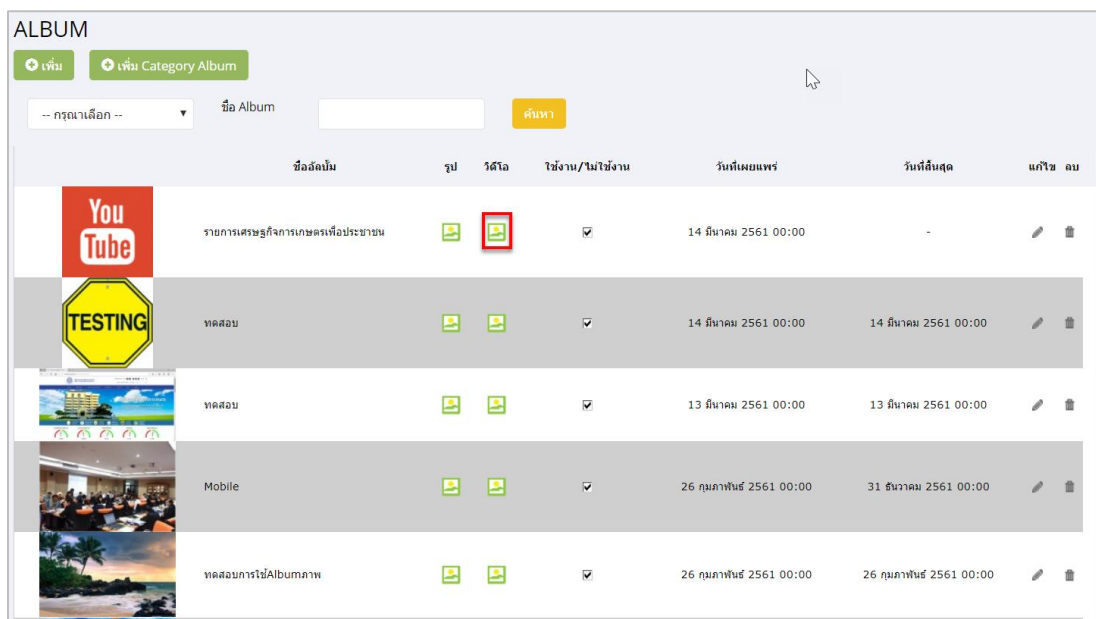 ALBUM
เพิ่ม เพิ่ม Category Album
-- กรุณาเลือก -- ชื่อ Album ค้นหา
ชื่ออัลบั้ม รูป วิดีโอ ใช้งาน/ไม่ใช้งาน วันที่เผยแพร่ วันที่สิ้นสุด แก้ไข ลบ
You
Tube
รายการเศรษฐกิจการเกษตรเพื่อประชาชน 14 มีนาคม 2561 00:00 -
TESTING
ทดสอบ 14 มีนาคม 2561 00:00 14 มีนาคม 2561 00:00
ทดสอบ 13 มีนาคม 2561 00:00 13 มีนาคม 2561 00:00
Mobile 26 กุมภาพันธ์ 2561 00:00 31 ธันวาคม 2561 00:00
ทดสอบการใช้Albumภาพ 26 กุมภาพันธ์ 2561 00:00 26 กุมภาพันธ์ 2561 00:00